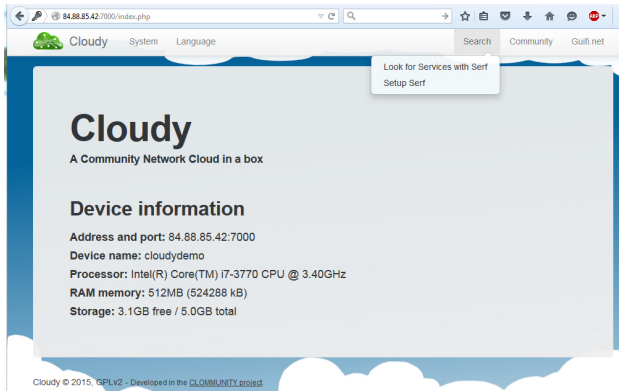 84.88.85.42:7000/index.php
ABP
Cloudy System Language Search Community Guifi.net
Look for Services with Serf
Setup Serf
Cloudy
A Community Network Cloud in a box
Device information
Address and port: 84.88.85.42:7000
Device name: cloudydemo
Processor: Intel(R) Core(TM) i7-3770 CPU @ 3.40GHz
RAM memory: 512MB (524288 kB)
Storage: 3.1GB free / 5.0GB total
Cloudy © 2015, GPLv2 - Developed in the CLOMMUNITY project